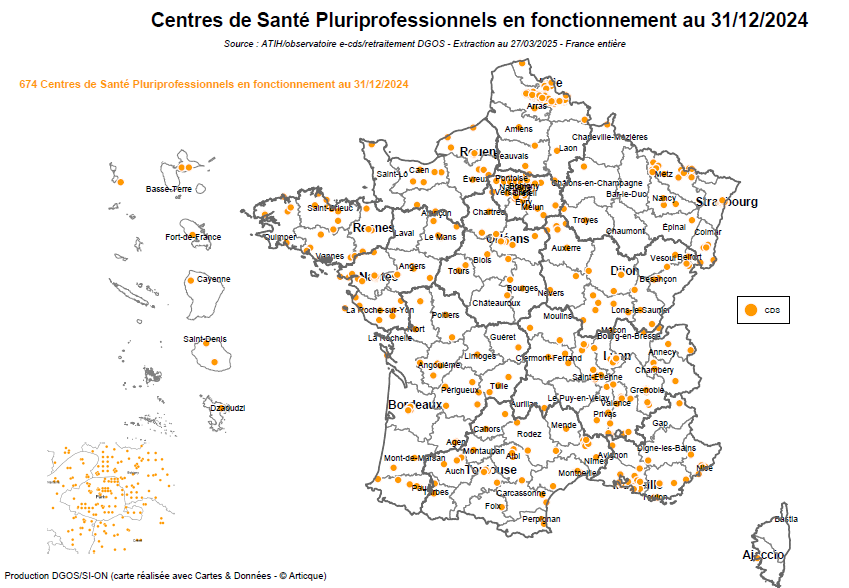 Centres de Santé Pluriprofessionnels en fonctionnement au 31/12/2024
Source : ATIH/observatoire e-cds/retraitement DGOS - Extraction au 27/03/2025 - France entière
674 Centres de Santé Pluriprofessionnels en fonctionnement au 31/12/2024
Arras
Amiens
Charleville-Mézières
Laon
Beauvais
Rouen
Saint-Lo
Caen
Évreux
Pontoise
Châlons-en-Champagne
Metz
Bar-le-Duc
Nancy
Strasbourg
Basse-Terre
Saint-Brieuc
Alençon
Chartres
Évry
Melun
Troyes
Chaumont
Épinal
Colmar
Fort-de-France
Quimper
Rennes
Laval
Le Mans
Orléans
Auxerre
Vannes
Blois
Vesoul
Belfort
Cayenne
Nantes
Angers
Tours
Dijon
Besançon
Bourges
Nevers
Châteauroux
La Roche-sur-Yon
Poitiers
Moulins
Lons-le-Saunier
Saint-Denis
Niort
La Rochelle
Guéret
Mâcon
Bourg-en-Bresse
Limoges
Clermont-Ferrand
Lyon
Annecy
Angoulême
Chambéry
Saint-Étienne
Périgueux
Tulle
Grenoble
Dzaoudzi
Bordeaux
Aurillac
Le Puy-en-Velay
Valence
Privas
Cahors
Mende
Gap
Agen
Rodez
Mont-de-Marsan
Montauban
Albi
Avignon
Digne-les-Bains
Nîmes
Auch
Toulouse
Montpellier
Nice
Pau
Tarbes
Carcassonne
Marseille
Toulon
Foix
Perpignan
Bastia
Ajaccio
CDS
Production DGOS/SI-ON (carte réalisée avec Cartes & Données - © Articque)